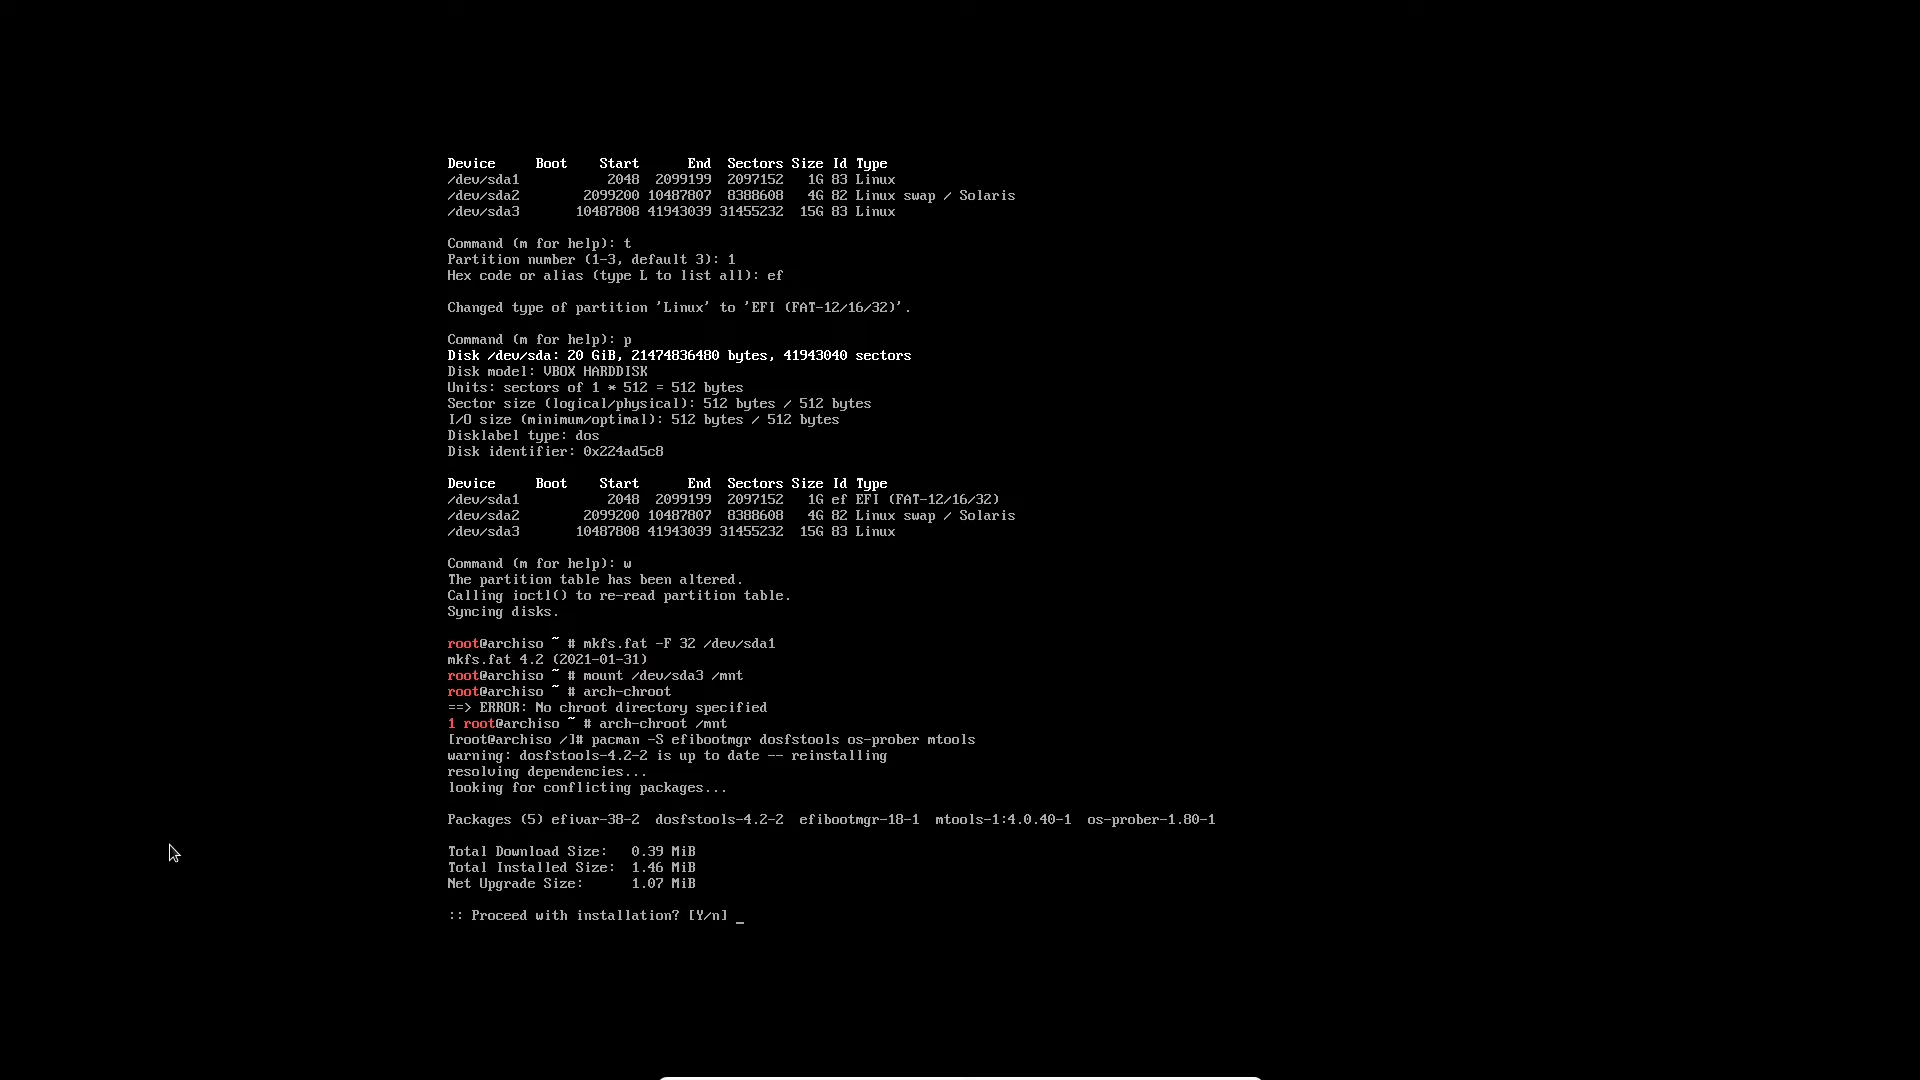 Device     Boot    Start      End  Sectors Size Id Type
/dev/sda1           2048  2099199  2097152   1G 83 Linux
/dev/sda2        2099200 10487807  8388608   4G 82 Linux swap / Solaris
/dev/sda3       10487808 41943039 31455232  15G 83 Linux
Command (m for help): t
Partition number (1-3, default 3): 1
Hex code or alias (type L to list all): ef
Changed type of partition 'Linux' to 'EFI (FAT-12/16/32)'.
Command (m for help): p
Disk /dev/sda: 20 GiB, 21474836480 bytes, 41943040 sectors
Disk model: VBOX HARDDISK
Units: sectors of 1 * 512 = 512 bytes
Sector size (logical/physical): 512 bytes / 512 bytes
I/O size (minimum/optimal): 512 bytes / 512 bytes
Disklabel type: dos
Disk identifier: 0x224ad5c8
Device     Boot    Start      End  Sectors Size Id Type
/dev/sda1           2048  2099199  2097152   1G ef EFI (FAT-12/16/32)
/dev/sda2        2099200 10487807  8388608   4G 82 Linux swap / Solaris
/dev/sda3       10487808 41943039 31455232  15G 83 Linux
Command (m for help): w
The partition table has been altered.
Calling ioctl() to re-read partition table.
Syncing disks.
root@archiso ~ # mkfs.fat -F 32 /dev/sda1
mkfs.fat 4.2 (2021-01-31)
root@archiso ~ # mount /dev/sda3 /mnt
root@archiso ~ # arch-chroot
==> ERROR: No chroot directory specified
1 root@archiso ~ # arch-chroot /mnt
[root@archiso /]# pacman -S efibootmgr dosfstools os-prober mtools
warning: dosfstools-4.2-2 is up to date -- reinstalling
resolving dependencies...
looking for conflicting packages...
Packages (5) efivar-38-2  dosfstools-4.2-2  efibootmgr-18-1  mtools-1:4.0.40-1  os-prober-1.80-1
Total Download Size:   0.39 MiB
Total Installed Size:  1.46 MiB
Net Upgrade Size:      1.07 MiB
:: Proceed with installation? [Y/n] _